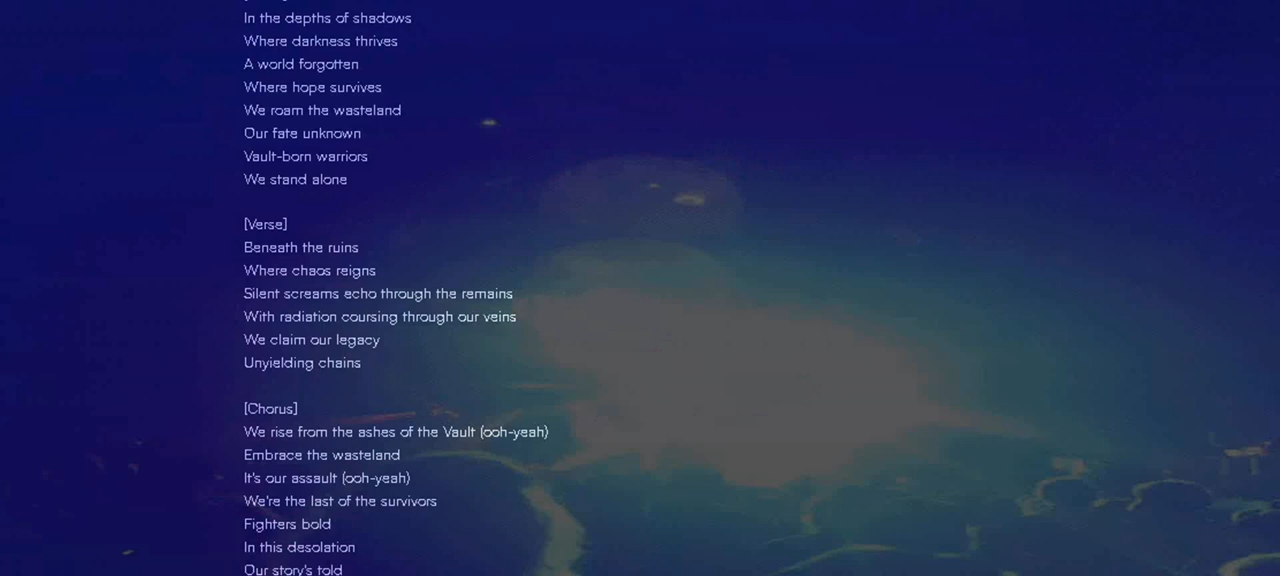 In the depths of shadows
Where darkness thrives
A world forgotten
Where hope survives
We roam the wasteland
Our fate unknown
Vault-born warriors
We stand alone
[Verse]
Beneath the ruins
Where chaos reigns
Silent screams echo through the remains
With radiation coursing through our veins
We claim our legacy
Unyielding chains
[Chorus]
We rise from the ashes of the Vault (ooh-yeah)
Embrace the wasteland
It's our assault (ooh-yeah)
We're the last of the survivors
Fighters bold
In this desolation
Our story's told